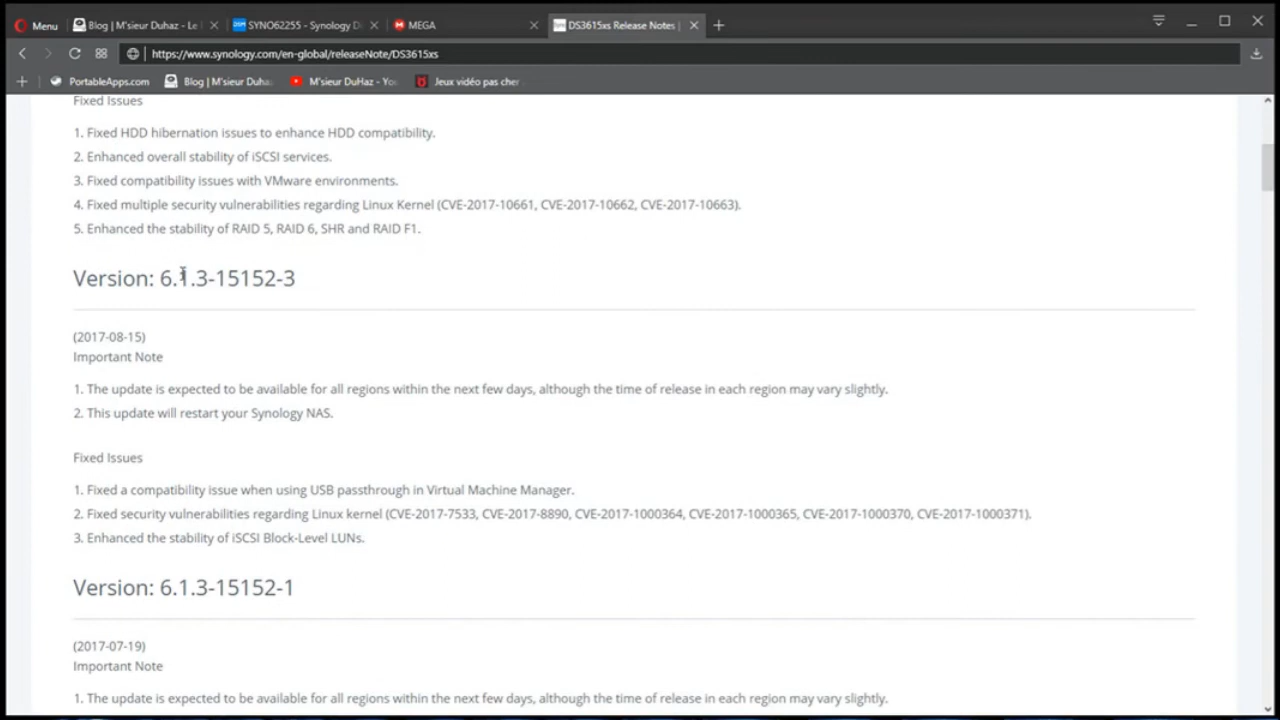 Menu
Blog | M'sieur Duhaz - Le
SYNO62255 - Synology D
MEGA
DS3615xs Release Notes |
https://www.synology.com/en-global/releaseNote/DS3615xs
PortableApps.com
Blog | M'sieur Duha
M'sieur DuHaz - Yo
Jeux vidéo pas cher
Fixed Issues
1. Fixed HDD hibernation issues to enhance HDD compatibility.
2. Enhanced overall stability of iSCSI services.
3. Fixed compatibility issues with VMware environments.
4. Fixed multiple security vulnerabilities regarding Linux Kernel (CVE-2017-10661, CVE-2017-10662, CVE-2017-10663).
5. Enhanced the stability of RAID 5, RAID 6, SHR and RAID F1.
Version: 6.1.3-15152-3
(2017-08-15)
Important Note
1. The update is expected to be available for all regions within the next few days, although the time of release in each region may vary slightly.
2. This update will restart your Synology NAS.
Fixed Issues
1. Fixed a compatibility issue when using USB passthrough in Virtual Machine Manager.
2. Fixed security vulnerabilities regarding Linux kernel (CVE-2017-7533, CVE-2017-8890, CVE-2017-1000364, CVE-2017-1000365, CVE-2017-1000370, CVE-2017-1000371).
3. Enhanced the stability of iSCSI Block-Level LUNs.
Version: 6.1.3-15152-1
(2017-07-19)
Important Note
1. The update is expected to be available for all regions within the next few days, although the time of release in each region may vary slightly.